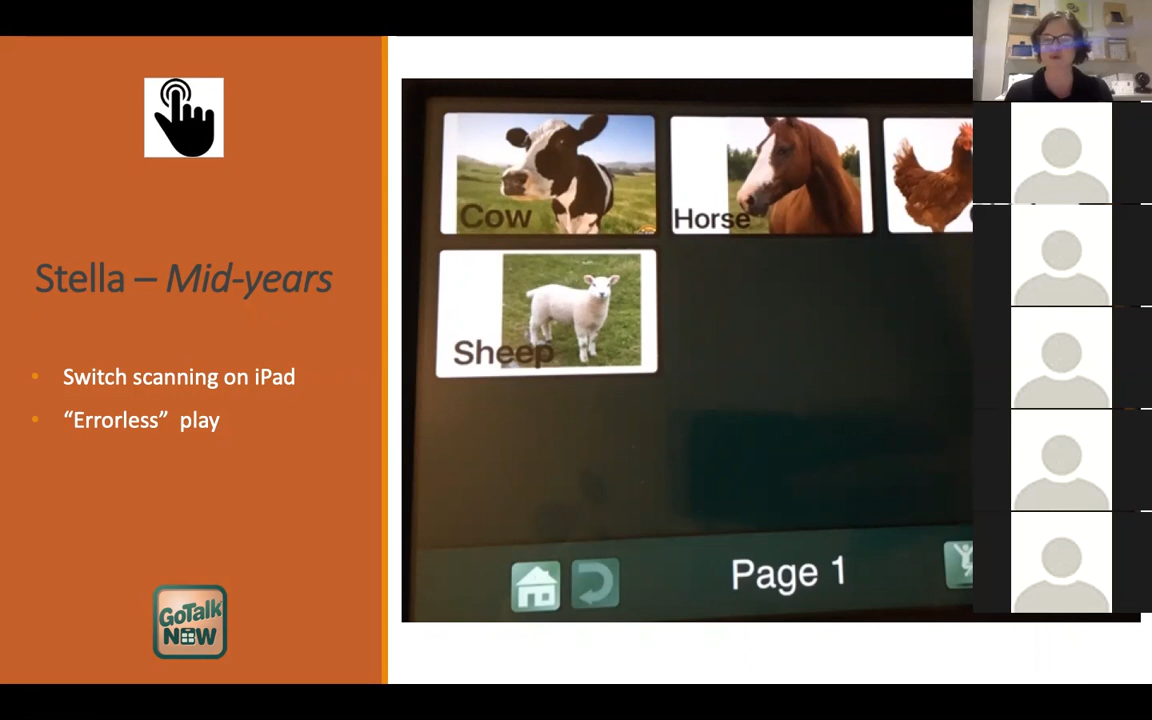 Stella – Mid-years
• Switch scanning on iPad
• “Errorless” play
GoTalk
NOW
Cow
Horse
Sheep
Page 1